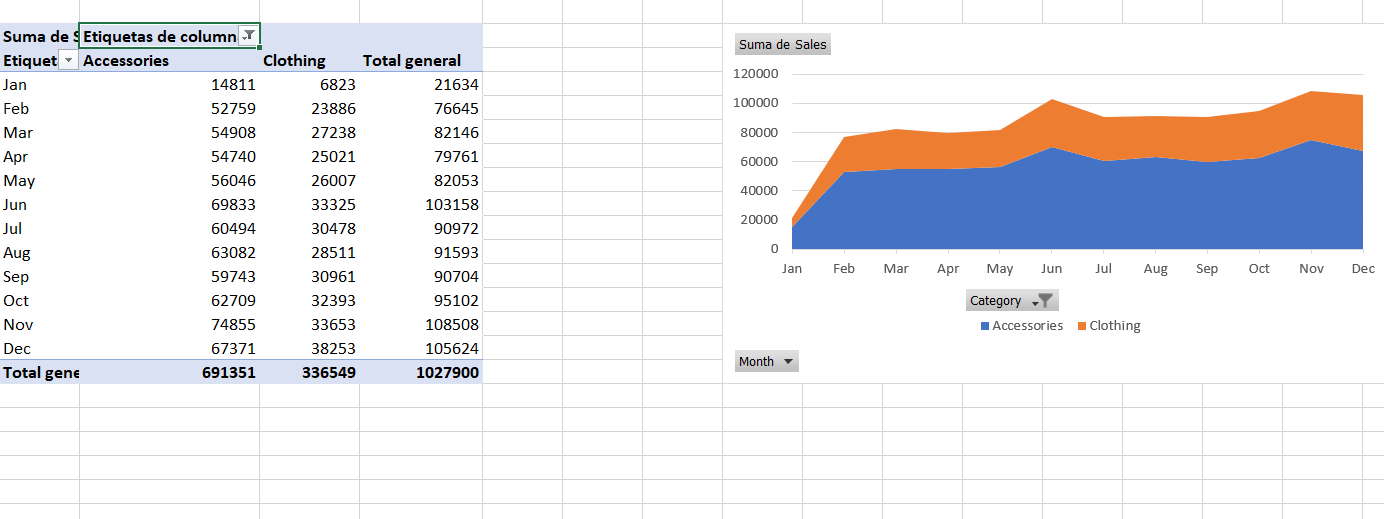 Suma de S Etiquetas de column
Etiquet Accessories Clothing Total general
Jan 14811 6823 21634
Feb 52759 23886 76645
Mar 54908 27238 82146
Apr 54740 25021 79761
May 56046 26007 82053
Jun 69833 33325 103158
Jul 60494 30478 90972
Aug 63082 28511 91593
Sep 59743 30961 90704
Oct 62709 32393 95102
Nov 74855 33653 108508
Dec 67371 38253 105624
Total gene 691351 336549 1027900
Suma de Sales
120000
100000
80000
60000
40000
20000
0
Jan Feb Mar Apr May Jun Jul Aug Sep Oct Nov Dec
Category
Accessories Clothing
Month